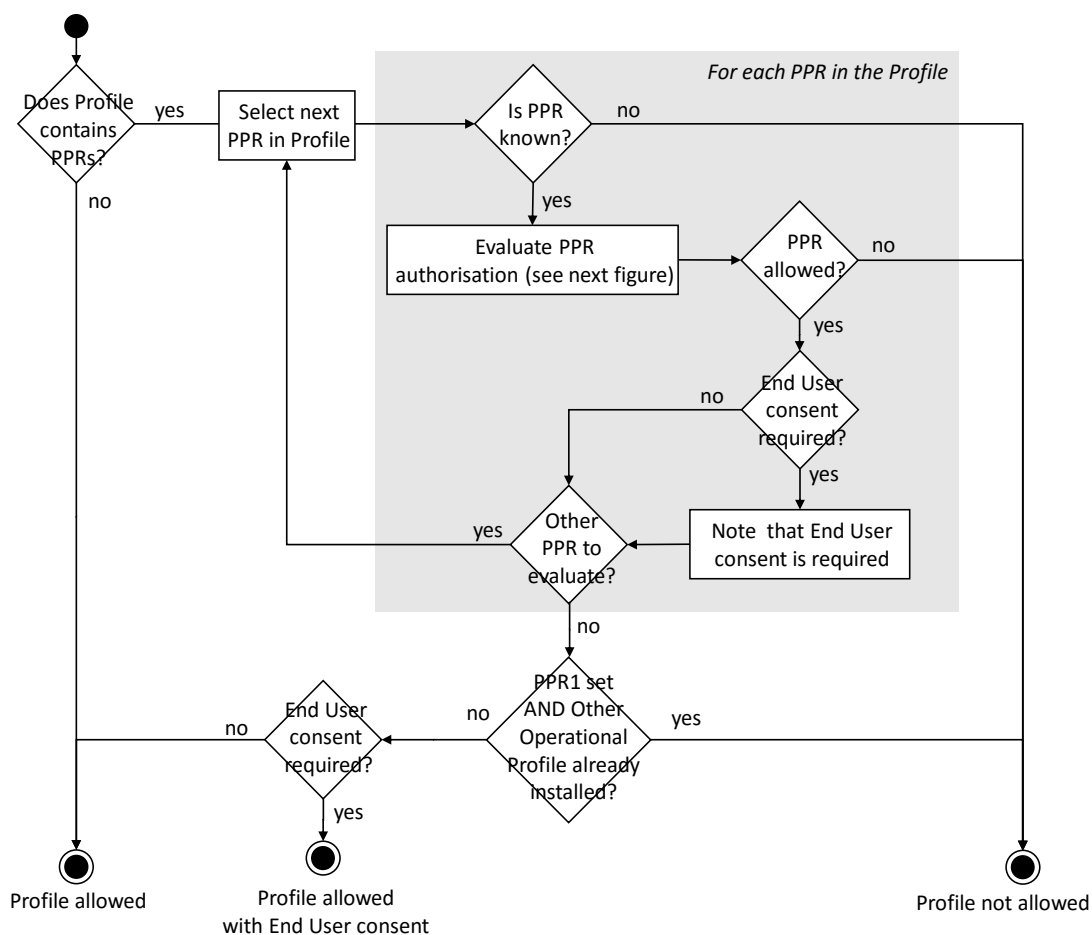 For each PPR in the Profile
Does Profile
contains
PPRs?
yes
no
Select next
PPR in Profile
Is PPR
known?
no
yes
Evaluate PPR
authorisation (see next figure)
PPR
allowed?
no
yes
End User
consent
required?
no
yes
Note that End User
consent is required
Other
PPR to
evaluate?
yes
no
PPR1 set
AND Other
Operational
Profile already
installed?
no
yes
End User
consent
required?
no
yes
Profile allowed
Profile allowed
with End User consent
Profile not allowed